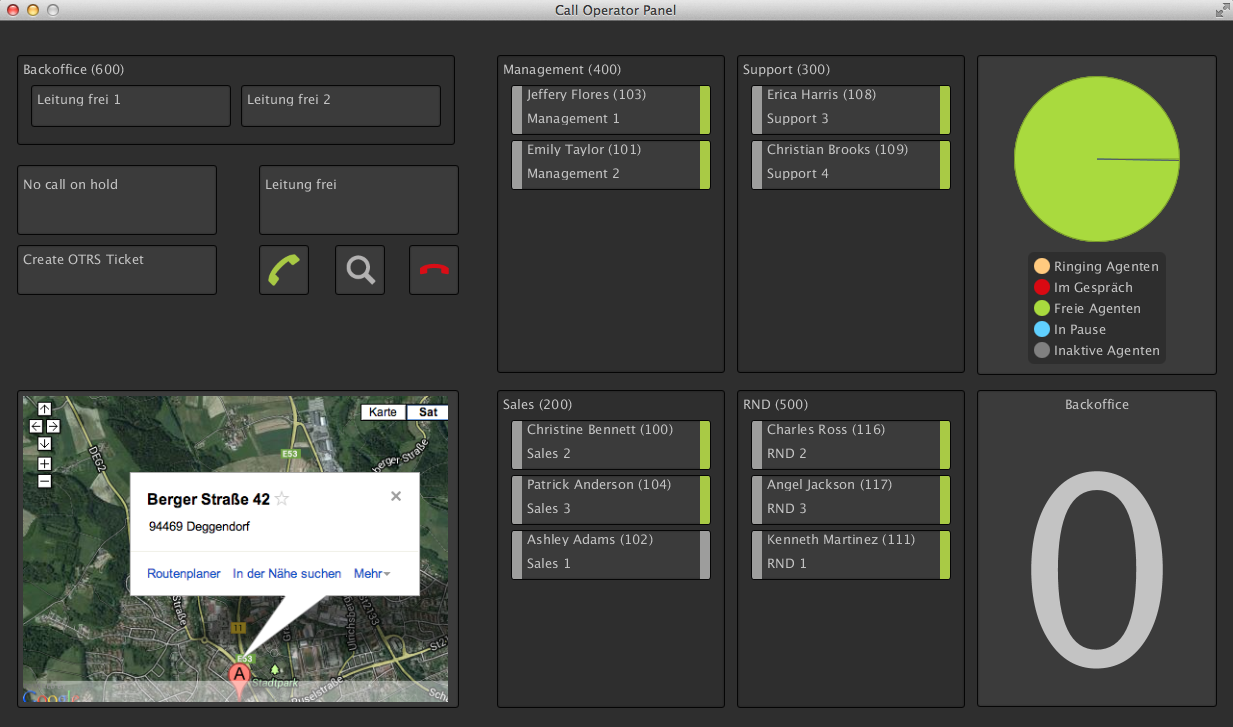 Call Operator Panel
Backoffice (600)
Leitung frei 1
Leitung frei 2
No call on hold
Leitung frei
Create OTRS Ticket
Management (400)
Jeffery Flores (103)
Management 1
Emily Taylor (101)
Management 2
Support (300)
Erica Harris (108)
Support 3
Christian Brooks (109)
Support 4
Ringing Agenten
Im Gespräch
Freie Agenten
In Pause
Inaktive Agenten
Karte
Sat
DEG2
E53
berger Straße
Berger Straße 42
94469 Deggendorf
Routenplaner
In der Nähe suchen
Mehr
Straße
St2133
11
E53
A
Stadtpark
Google
Sales (200)
Christine Bennett (100)
Sales 2
Patrick Anderson (104)
Sales 3
Ashley Adams (102)
Sales 1
RND (500)
Charles Ross (116)
RND 2
Angel Jackson (117)
RND 3
Kenneth Martinez (111)
RND 1
Backoffice
0